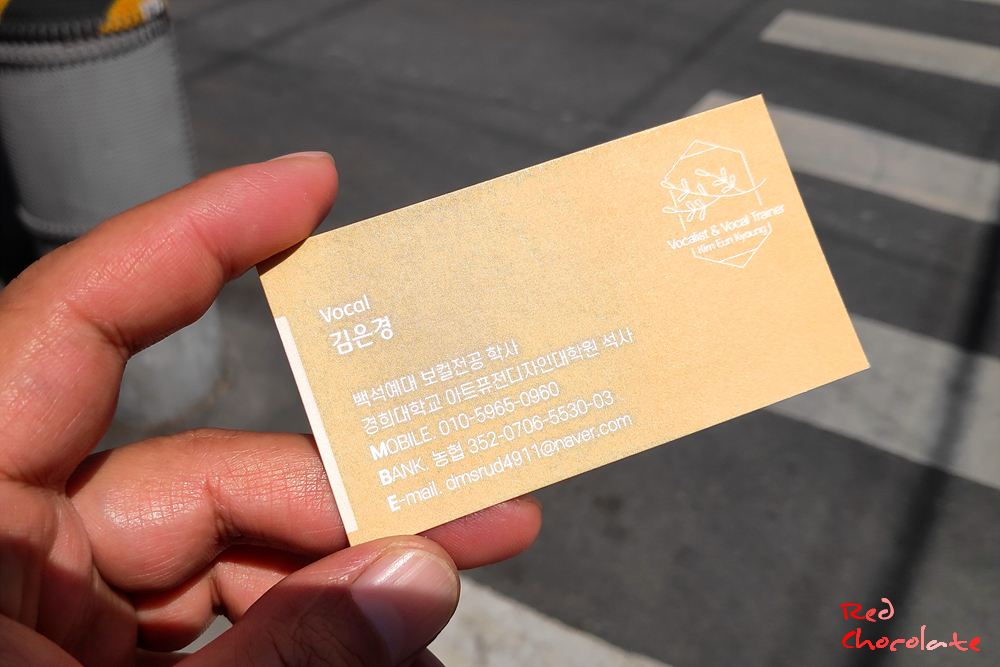 Vocalist & Vocal Trainer
Kim Eun Kyoung
Vocal
김은경
백석예대 보컬전공 학사
경희대학교 아트퓨전디자인대학원 석사
MOBILE. 010-5965-0960
BANK. 농협 352-0706-5530-03
E-mail. dmsrud4911@naver.com
Red
Chocolate